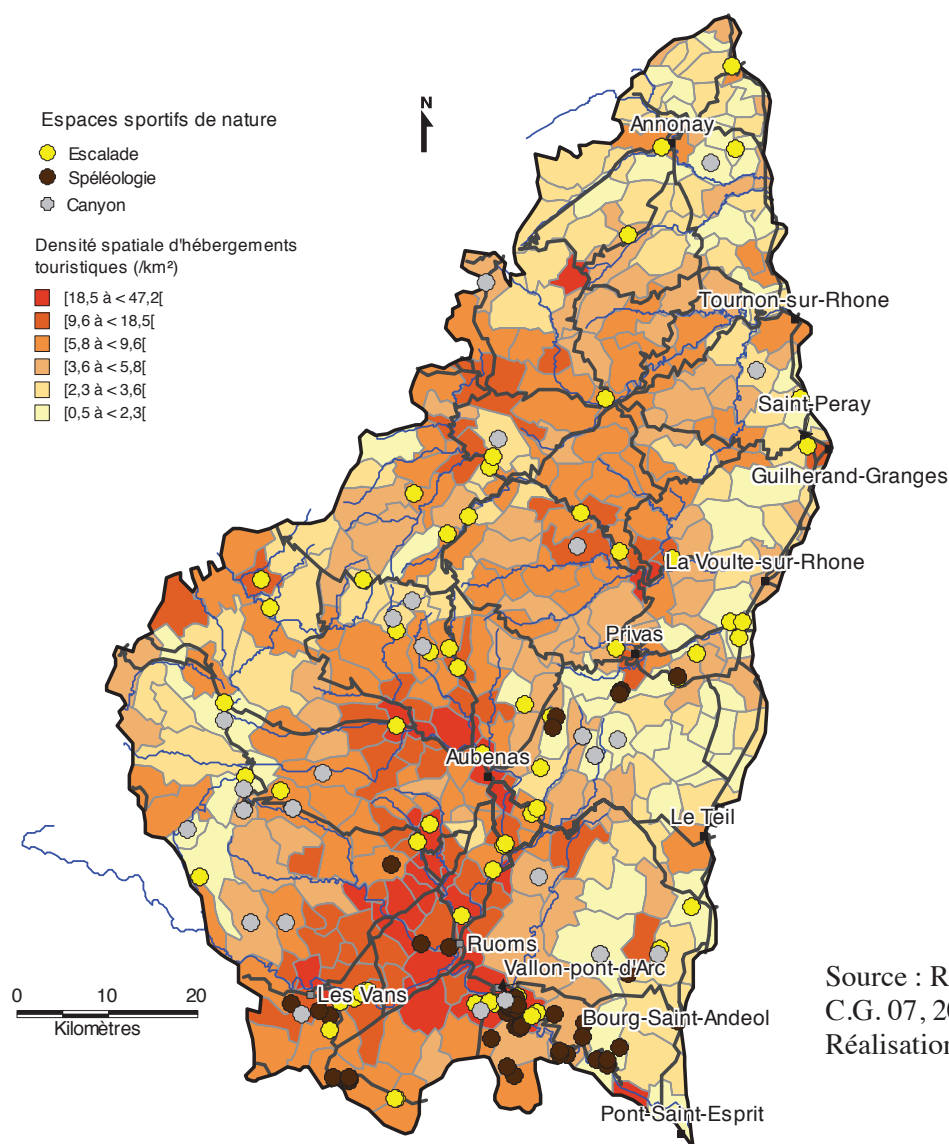 N
Espaces sportifs de nature
Escalade
Spéléologie
Canyon
Densité spatiale d'hébergements
touristiques (/km²)
[18,5 à < 47,2[
[9,6 à < 18,5[
[5,8 à < 9,6[
[3,6 à < 5,8[
[2,3 à < 3,6[
[0,5 à < 2,3[
Annonay
Tournon-sur-Rhone
Saint-Peray
Guilherand-Granges
La Voulte-sur-Rhone
Privas
Aubenas
Le Teil
Ruoms
Vallon-pont-d'Arc
Les Vans
Bourg-Saint-Andeol
Pont-Saint-Esprit
0 10 20
Kilomètres
Source : R
C.G. 07, 20
Réalisation